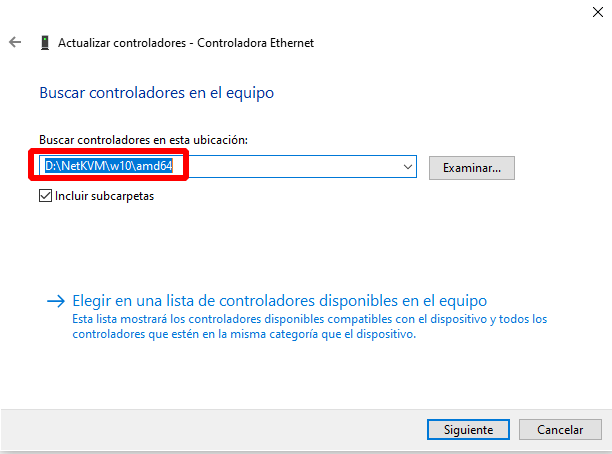 Actualizar controladores - Controladora Ethernet
Buscar controladores en el equipo
Buscar controladores en esta ubicación:
D:\NetKVM\w10\amd64
Examinar...
Incluir subcarpetas
Elegir en una lista de controladores disponibles en el equipo
Esta lista mostrará los controladores disponibles compatibles con el dispositivo y todos los
controladores que estén en la misma categoría que el dispositivo.
Siguiente
Cancelar